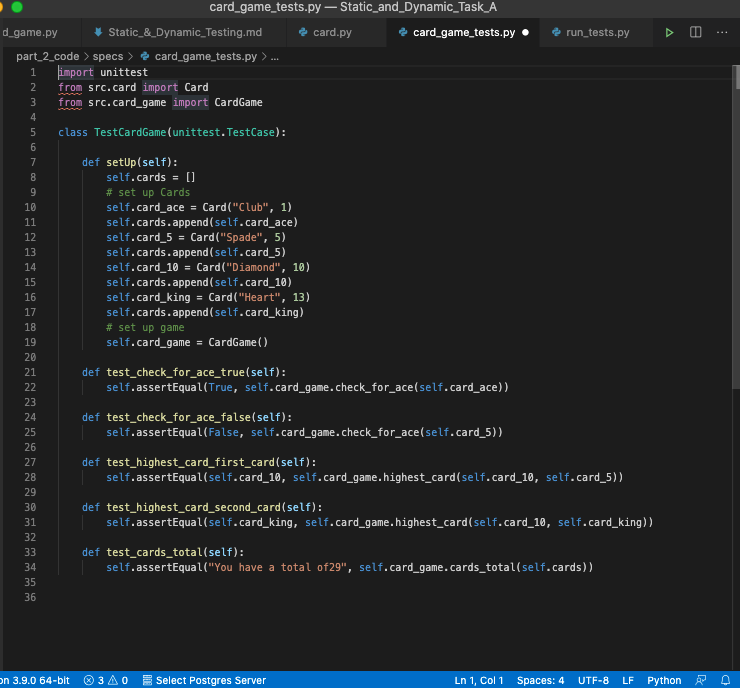 card_game_tests.py — Static_and_Dynamic_Task_A
d_game.py Static_&_Dynamic_Testing.md card.py card_game_tests.py run_tests.py
part_2_code > specs > card_game_tests.py > ...
1 import unittest
2 from src.card import Card
3 from src.card_game import CardGame
4
5 class TestCardGame(unittest.TestCase):
6
7 def setUp(self):
8 self.cards = []
9 # set up Cards
10 self.card_ace = Card("Club", 1)
11 self.cards.append(self.card_ace)
12 self.card_5 = Card("Spade", 5)
13 self.cards.append(self.card_5)
14 self.card_10 = Card("Diamond", 10)
15 self.cards.append(self.card_10)
16 self.card_king = Card("Heart", 13)
17 self.cards.append(self.card_king)
18 # set up game
19 self.card_game = CardGame()
20
21 def test_check_for_ace_true(self):
22 self.assertEqual(True, self.card_game.check_for_ace(self.card_ace))
23
24 def test_check_for_ace_false(self):
25 self.assertEqual(False, self.card_game.check_for_ace(self.card_5))
26
27 def test_highest_card_first_card(self):
28 self.assertEqual(self.card_10, self.card_game.highest_card(self.card_10, self.card_5))
29
30 def test_highest_card_second_card(self):
31 self.assertEqual(self.card_king, self.card_game.highest_card(self.card_10, self.card_king))
32
33 def test_cards_total(self):
34 self.assertEqual("You have a total of29", self.card_game.cards_total(self.cards))
35
36
on 3.9.0 64-bit 3 0 Select Postgres Server Ln 1, Col 1 Spaces: 4 UTF-8 LF Python